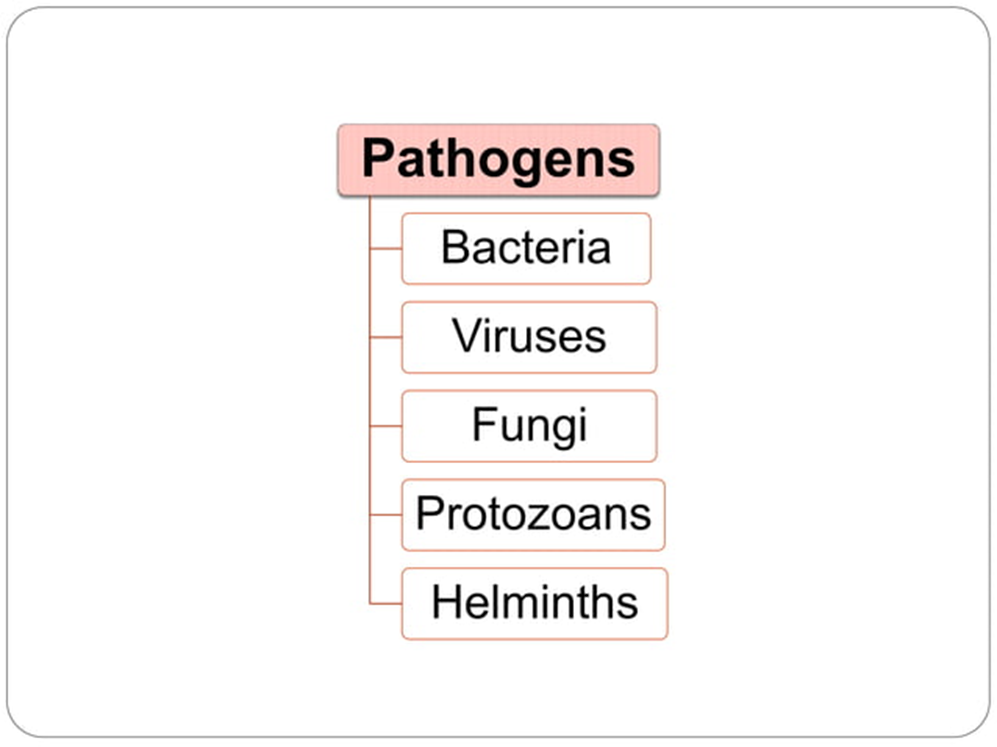 Pathogens
Bacteria
Viruses
Fungi
Protozoans
Helminths